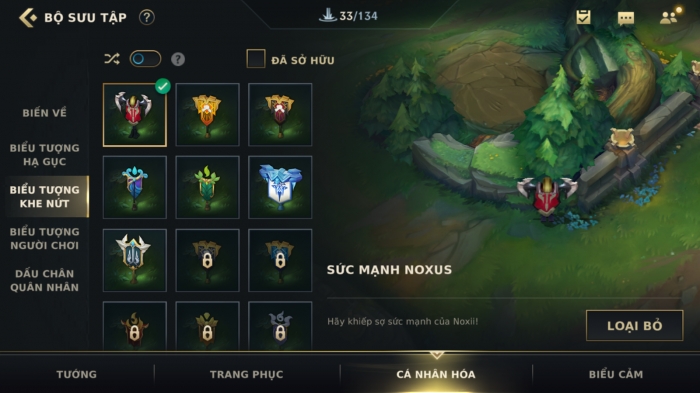 BỘ SƯU TẬP ?
33/134
? ĐÃ SỞ HỮU
BIẾN VỀ
BIỂU TƯỢNG
HẠ GỤC
BIỂU TƯỢNG
KHE NỨT
BIỂU TƯỢNG
NGƯỜI CHƠI
DẤU CHÂN
QUÂN NHÂN
SỨC MẠNH NOXUS
Hãy khiếp sợ sức mạnh của Noxii!
LOẠI BỎ
TƯỚNG
TRANG PHỤC
CÁ NHÂN HÓA
BIỂU CẢM